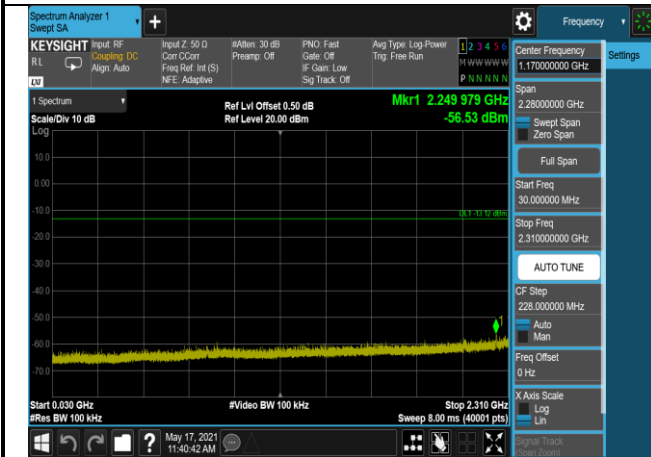 Spectrum Analyzer 1
Swept SA
+
Frequency
KEYSIGHT
RL
LXI
Input: RF
Coupling: DC
Align: Auto
Input Z: 50 Ω
Corr CCorr
Freq Ref: Int (S)
NFE: Adaptive
#Atten: 30 dB
Preamp: Off
PNO: Fast
Gate: Off
IF Gain: Low
Sig Track: Off
Avg Type: Log-Power
Trig: Free Run
1 2 3 4 5 6
M W W W W W
P N N N N N
1 Spectrum
Scale/Div 10 dB
Ref Lvl Offset 0.50 dB
Ref Level 20.00 dBm
Mkr1 2.249 979 GHz
-56.53 dBm
Log
10.0
0.00
-10.0
-20.0
-30.0
-40.0
-50.0
-60.0
-70.0
DL1 -13.12 dBm
1
Start 0.030 GHz
#Res BW 100 kHz
#Video BW 100 kHz
Stop 2.310 GHz
Sweep 8.00 ms (40001 pts)
?
May 17, 2021
11:40:42 AM
Center Frequency
1.170000000 GHz
Span
2.28000000 GHz
Swept Span
Zero Span
Full Span
Start Freq
30.000000 MHz
Stop Freq
2.310000000 GHz
AUTO TUNE
CF Step
228.000000 MHz
Auto
Man
Freq Offset
0 Hz
X Axis Scale
Log
Lin
Signal Track
(Span Zoom)
Settings